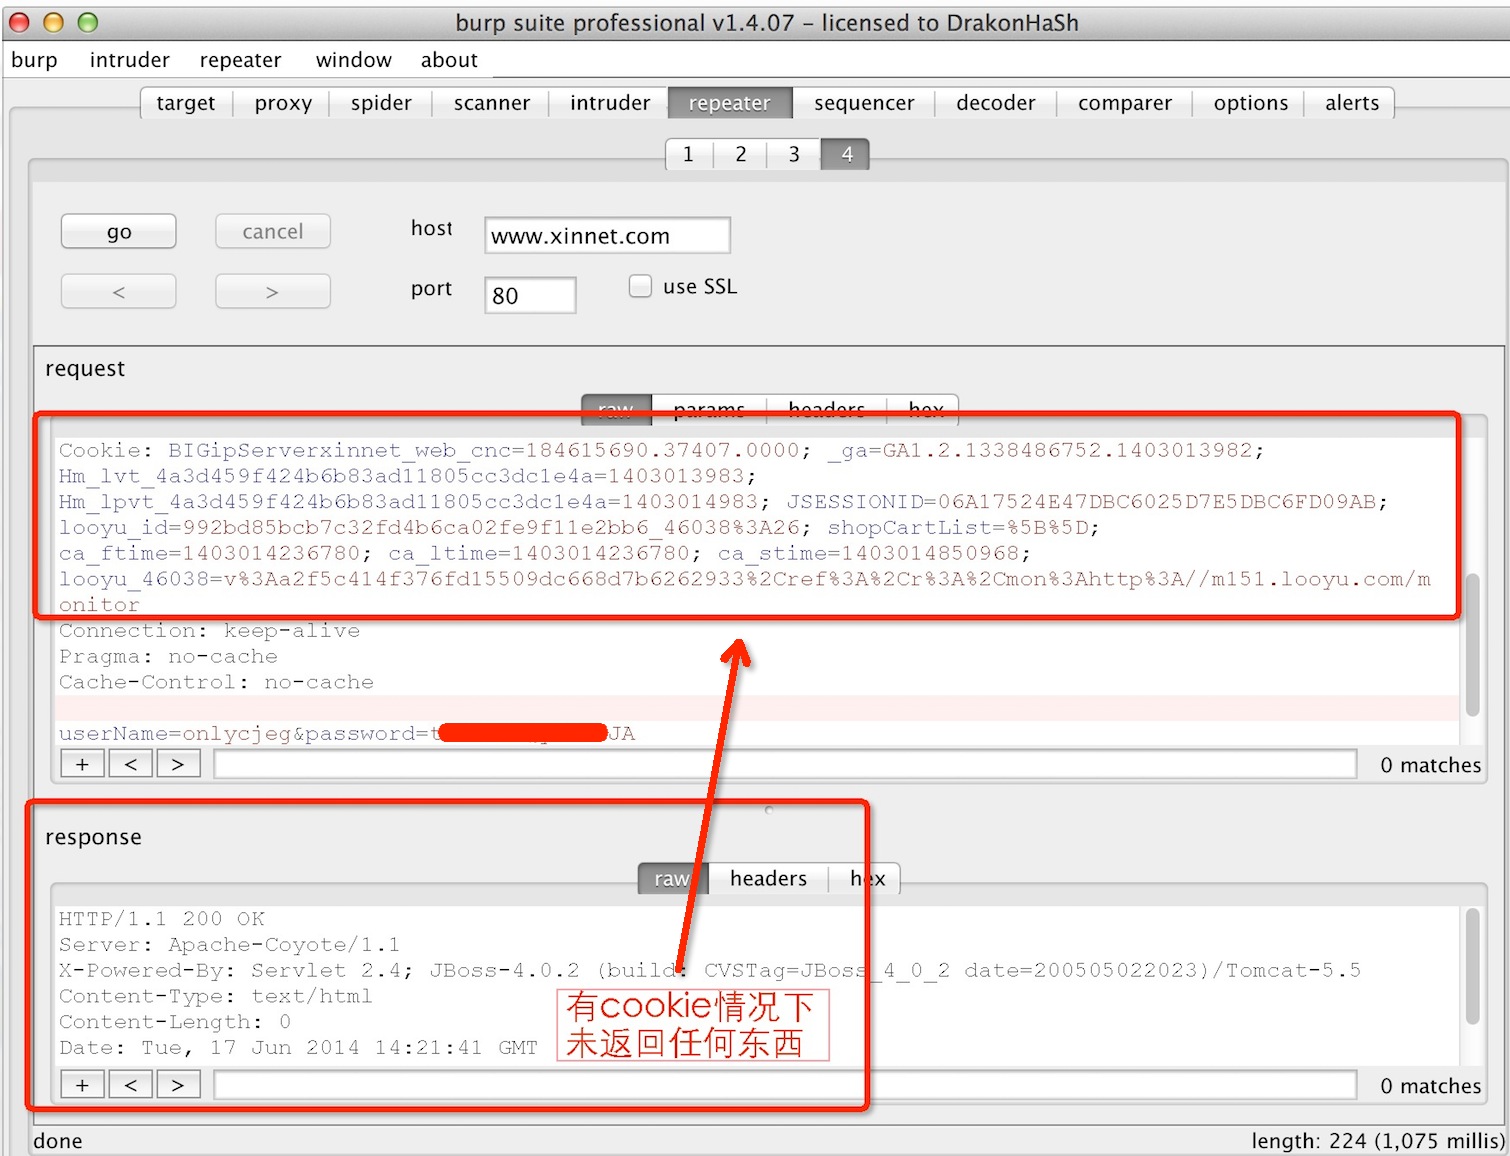 burp suite professional v1.4.07 – licensed to DrakonHaSh
burp intruder repeater window about
target proxy spider scanner intruder repeater sequencer decoder comparer options alerts
1 2 3 4
go cancel host www.xinnet.com
< > port 80 use SSL
request
raw params headers hex
Cookie: BIGipServerxinnet_web_cnc=184615690.37407.0000; _ga=GA1.2.1338486752.1403013982;
Hm_lvt_4a3d459f424b6b83ad11805cc3dc1e4a=1403013983;
Hm_lpvt_4a3d459f424b6b83ad11805cc3dc1e4a=1403014983; JSESSIONID=06A17524E47DBC6025D7E5DBC6FD09AB;
looyu_id=992bd85bcb7c32fd4b6ca02fe9f11e2bb6_46038%3A26; shopCartList=%5B%5D;
ca_ftime=1403014236780; ca_ltime=1403014236780; ca_stime=1403014850968;
looyu_46038=v%3Aa2f5c414f376fd15509dc668d7b6262933%2Cref%3A%2Cr%3A%2Cmon%3Ahttp%3A//m151.looyu.com/m
onitor
Connection: keep-alive
Pragma: no-cache
Cache-Control: no-cache
userName=onlycjeg&password=t JA
+ < > 0 matches
response
raw headers hex
HTTP/1.1 200 OK
Server: Apache-Coyote/1.1
X-Powered-By: Servlet 2.4; JBoss-4.0.2 (build: CVSTag=JBoss_4_0_2 date=200505022023)/Tomcat-5.5
Content-Type: text/html
Content-Length: 0
Date: Tue, 17 Jun 2014 14:21:41 GMT
有cookie情况下
未返回任何东西
+ < > 0 matches
done length: 224 (1,075 millis)